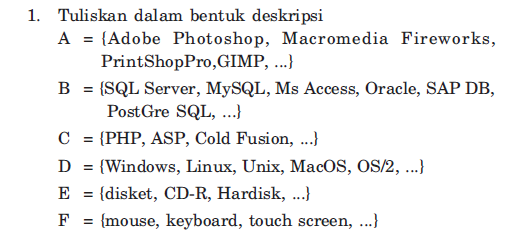 1. Tuliskan dalam bentuk deskripsi
A = {Adobe Photoshop, Macromedia Fireworks,
PrintShopPro,GIMP, ...}
B = {SQL Server, MySQL, Ms Access, Oracle, SAP DB,
PostGre SQL, ...}
C = {PHP, ASP, Cold Fusion, ...}
D = {Windows, Linux, Unix, MacOS, OS/2, ...}
E = {disket, CD-R, Hardisk, ...}
F = {mouse, keyboard, touch screen, ...}